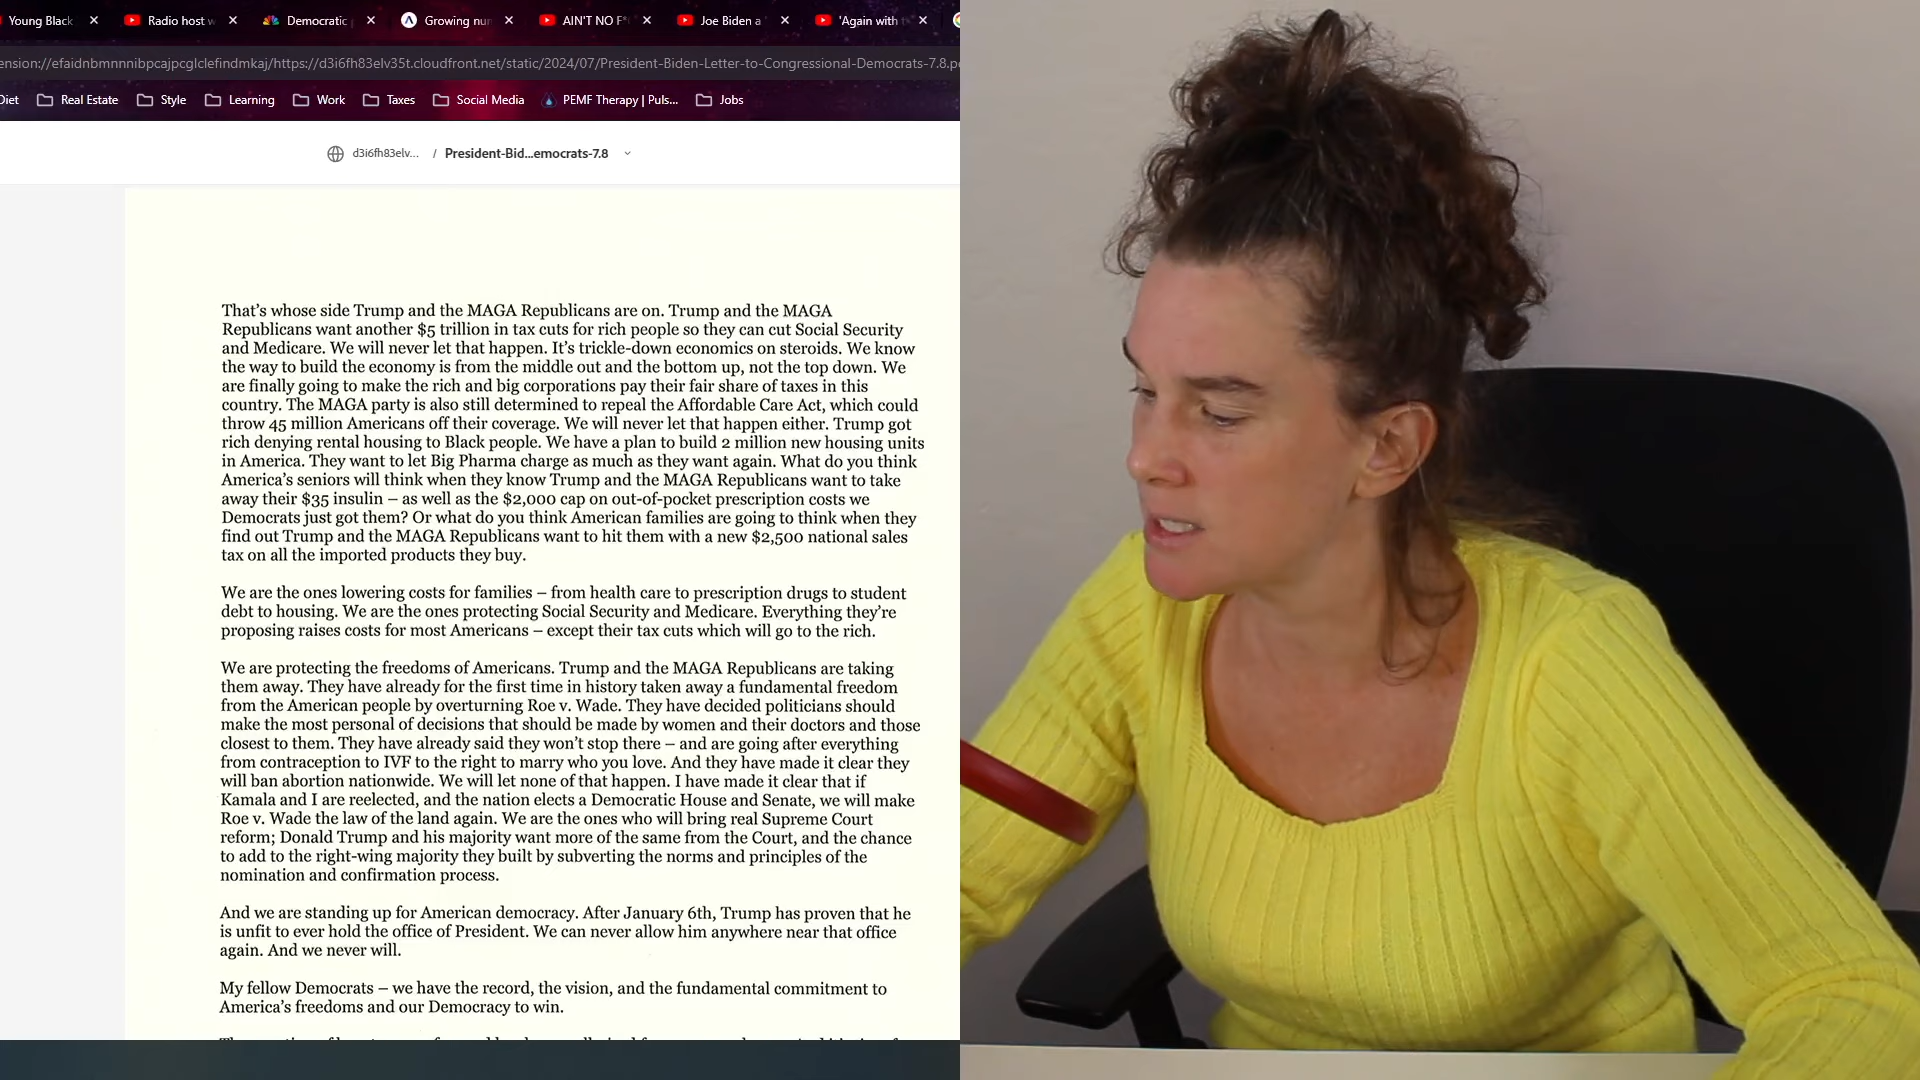 Young Black
Radio host w
Democratic
Growing nu
AIN'T NO F*
Joe Biden a
'Again with t
ension://efaidnbmnnnibpcajpcglclefindmkaj/https://d3i6fh83elv35t.cloudfront.net/static/2024/07/President-Biden-Letter-to-Congressional-Democrats-7.8.p
Diet
Real Estate
Style
Learning
Work
Taxes
Social Media
PEMF Therapy | Puls...
Jobs
d3i6fh83elv... / President-Bid...emocrats-7.8
That's whose side Trump and the MAGA Republicans are on. Trump and the MAGA
Republicans want another $5 trillion in tax cuts for rich people so they can cut Social Security
and Medicare. We will never let that happen. It's trickle-down economics on steroids. We know
the way to build the economy is from the middle out and the bottom up, not the top down. We
are finally going to make the rich and big corporations pay their fair share of taxes in this
country. The MAGA party is also still determined to repeal the Affordable Care Act, which could
throw 45 million Americans off their coverage. We will never let that happen either. Trump got
rich denying rental housing to Black people. We have a plan to build 2 million new housing units
in America. They want to let Big Pharma charge as much as they want again. What do you think
America's seniors will think when they know Trump and the MAGA Republicans want to take
away their $35 insulin – as well as the $2,000 cap on out-of-pocket prescription costs we
Democrats just got them? Or what do you think American families are going to think when they
find out Trump and the MAGA Republicans want to hit them with a new $2,500 national sales
tax on all the imported products they buy.
We are the ones lowering costs for families – from health care to prescription drugs to student
debt to housing. We are the ones protecting Social Security and Medicare. Everything they're
proposing raises costs for most Americans – except their tax cuts which will go to the rich.
We are protecting the freedoms of Americans. Trump and the MAGA Republicans are taking
them away. They have already for the first time in history taken away a fundamental freedom
from the American people by overturning Roe v. Wade. They have decided politicians should
make the most personal of decisions that should be made by women and their doctors and those
closest to them. They have already said they won't stop there – and are going after everything
from contraception to IVF to the right to marry who you love. And they have made it clear they
will ban abortion nationwide. We will let none of that happen. I have made it clear that if
Kamala and I are reelected, and the nation elects a Democratic House and Senate, we will make
Roe v. Wade the law of the land again. We are the ones who will bring real Supreme Court
reform; Donald Trump and his majority want more of the same from the Court, and the chance
to add to the right-wing majority they built by subverting the norms and principles of the
nomination and confirmation process.
And we are standing up for American democracy. After January 6th, Trump has proven that he
is unfit to ever hold the office of President. We can never allow him anywhere near that office
again. And we never will.
My fellow Democrats – we have the record, the vision, and the fundamental commitment to
America's freedoms and our Democracy to win.